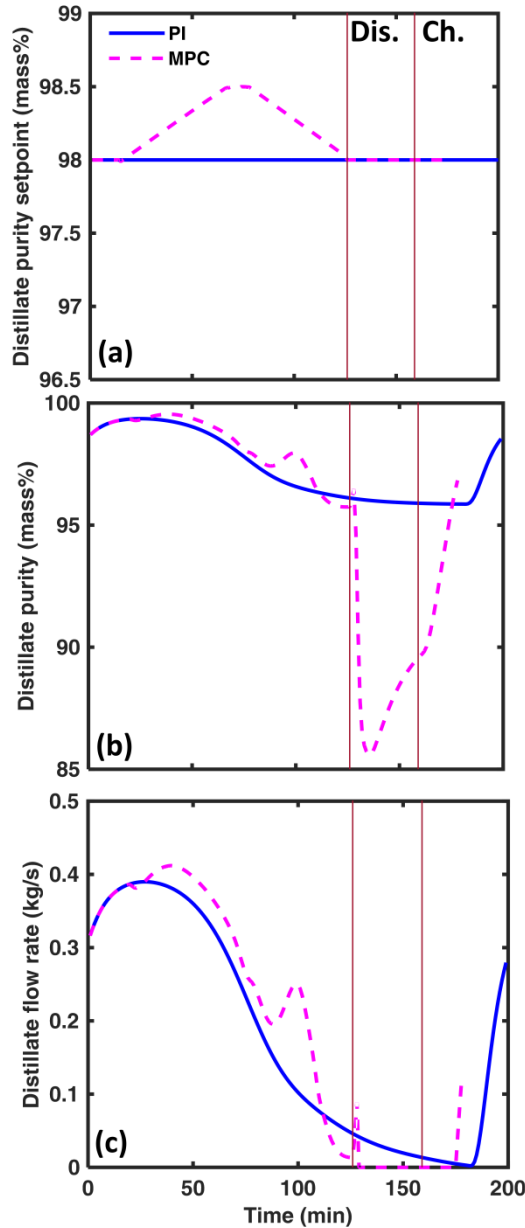 99
98.5
98
97.5
97
96.5
Distillate purity setpoint (mass%)
PI
MPC
Dis.
Ch.
(a)
100
95
90
85
Distillate purity (mass%)
(b)
0.5
0.4
0.3
0.2
0.1
0
Distillate flow rate (kg/s)
(c)
0
50
100
150
200
Time (min)